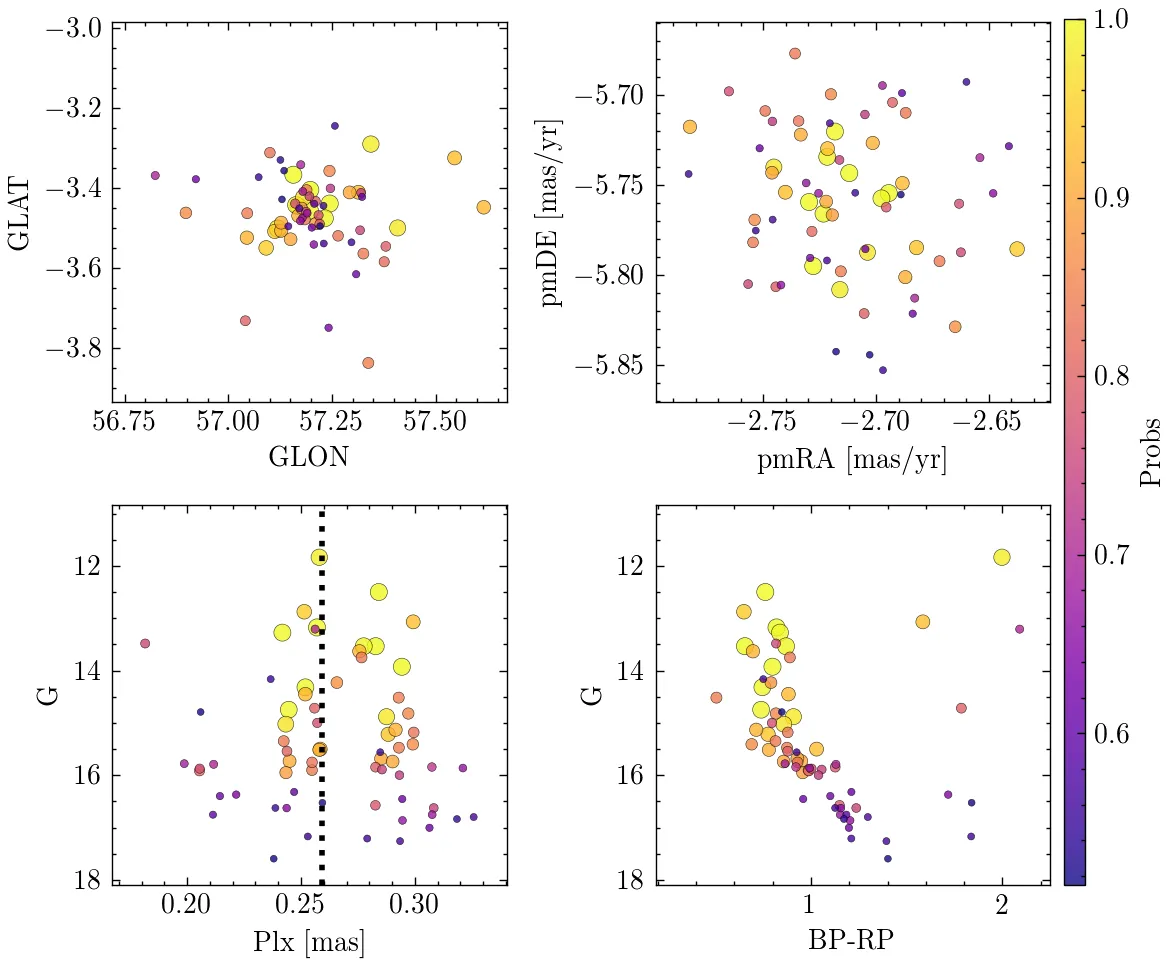 −3.0
−3.2
−3.4
−3.6
−3.8
GLAT
56.75 57.00 57.25 57.50
GLON
−5.70
−5.75
−5.80
−5.85
pmDE [mas/yr]
−2.75 −2.70 −2.65
pmRA [mas/yr]
1.0
0.9
0.8
0.7
0.6
Probs
12
14
16
18
G
0.20 0.25 0.30
Plx [mas]
12
14
16
18
G
1 2
BP-RP